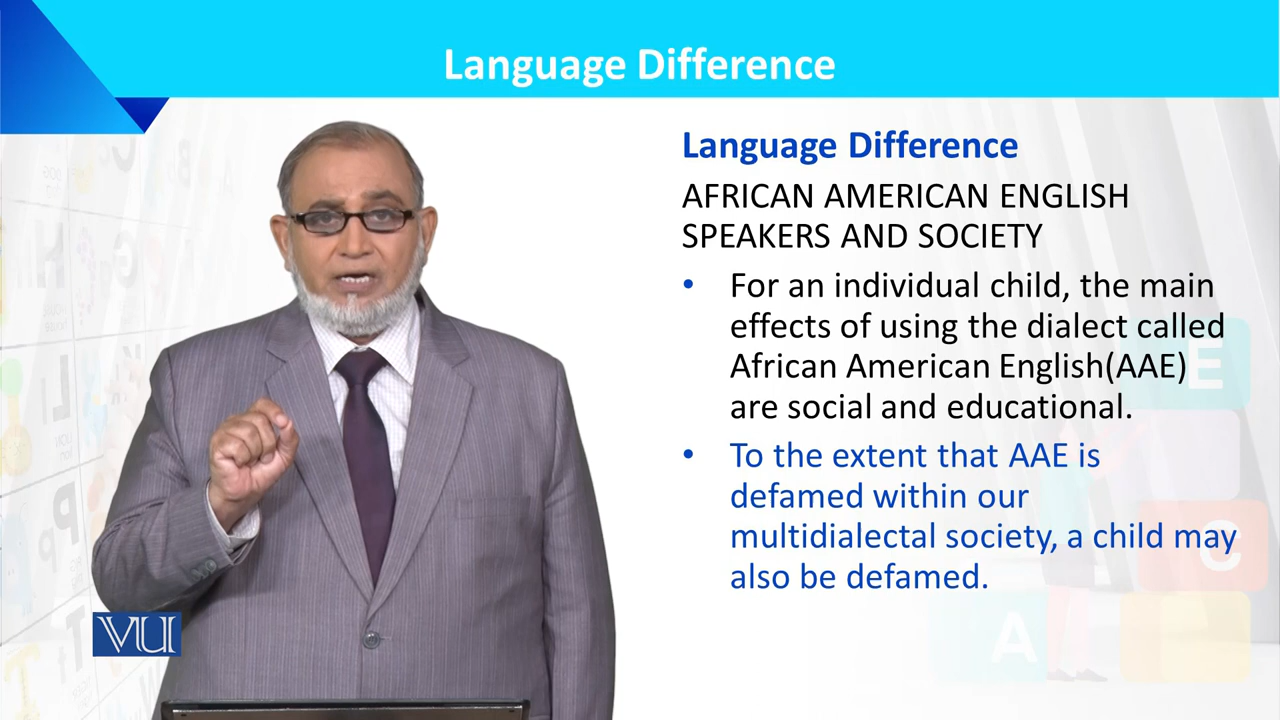 Language Difference
Language Difference
AFRICAN AMERICAN ENGLISH
SPEAKERS AND SOCIETY
• For an individual child, the main
effects of using the dialect called
African American English(AAE)
are social and educational.
• To the extent that AAE is
defamed within our
multidialectal society, a child may
also be defamed.
VU
E
C
A